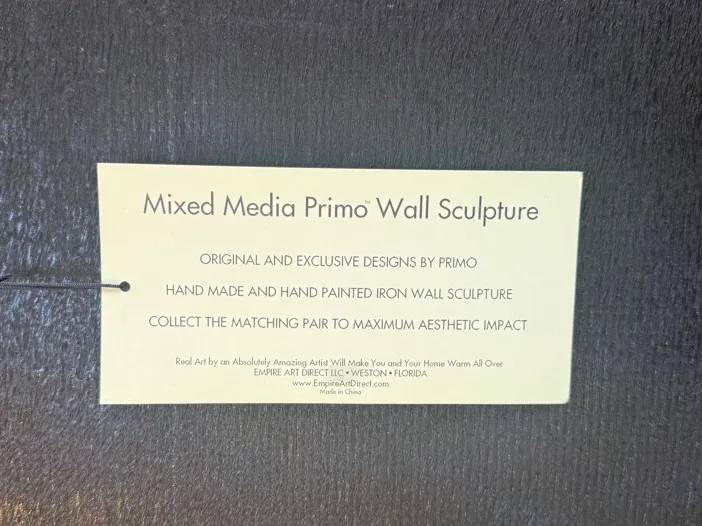 Mixed Media Primo™ Wall Sculpture
ORIGINAL AND EXCLUSIVE DESIGNS BY PRIMO
HAND MADE AND HAND PAINTED IRON WALL SCULPTURE
COLLECT THE MATCHING PAIR TO MAXIMUM AESTHETIC IMPACT
Real Art by an Absolutely Amazing Artist Will Make You and Your Home Warm All Over
EMPIRE ART DIRECT LLC • WESTON • FLORIDA
www.EmpireArtDirect.com
Made in China